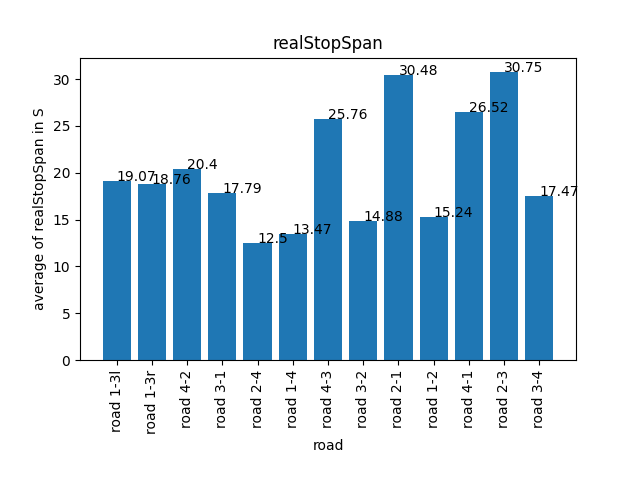 realStopSpan
average of realStopSpan in S
30
25
20
15
10
5
0
19.07
18.76
20.4
17.79
12.5
13.47
25.76
14.88
30.48
15.24
26.52
30.75
17.47
road 1-3l
road 1-3r
road 4-2
road 3-1
road 2-4
road 1-4
road 4-3
road 3-2
road 2-1
road 1-2
road 4-1
road 2-3
road 3-4
road